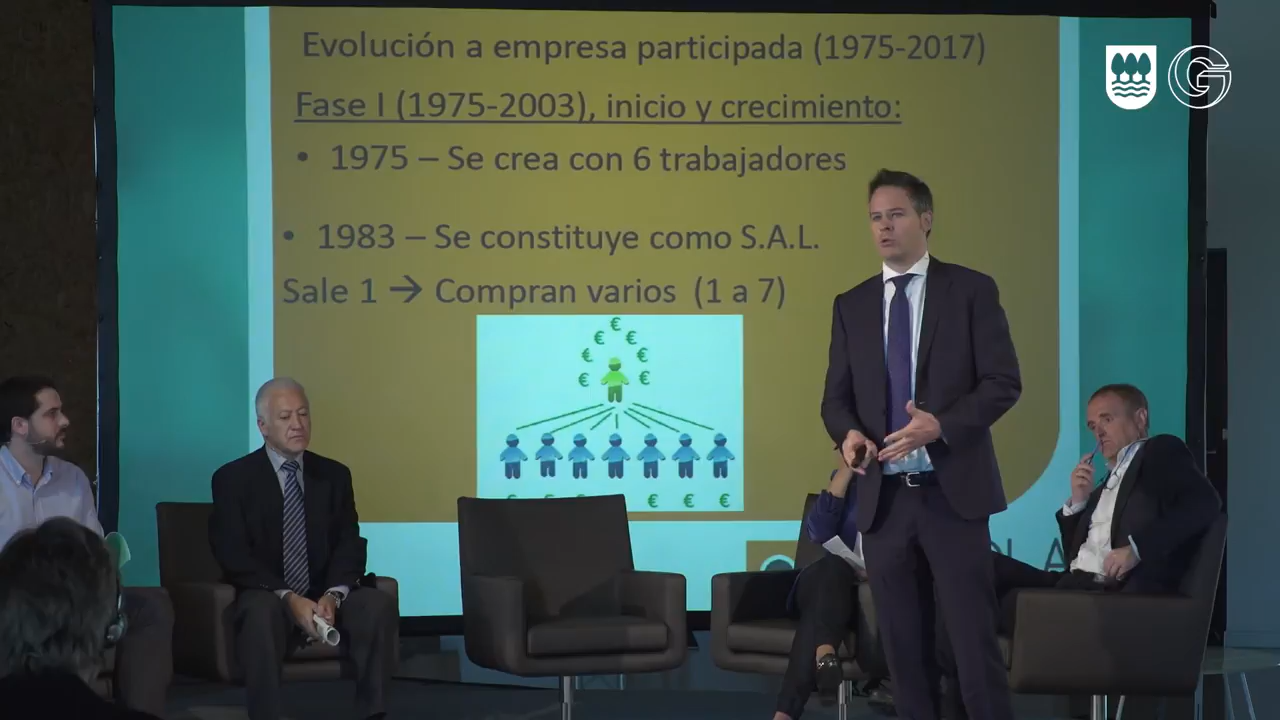 Evolución a empresa participada (1975-2017)
Fase I (1975-2003), inicio y crecimiento:
• 1975 – Se crea con 6 trabajadores
• 1983 – Se constituye como S.A.L.
Sale 1 → Compran varios (1 a 7)
€ € € € € € €
€ € € €
G